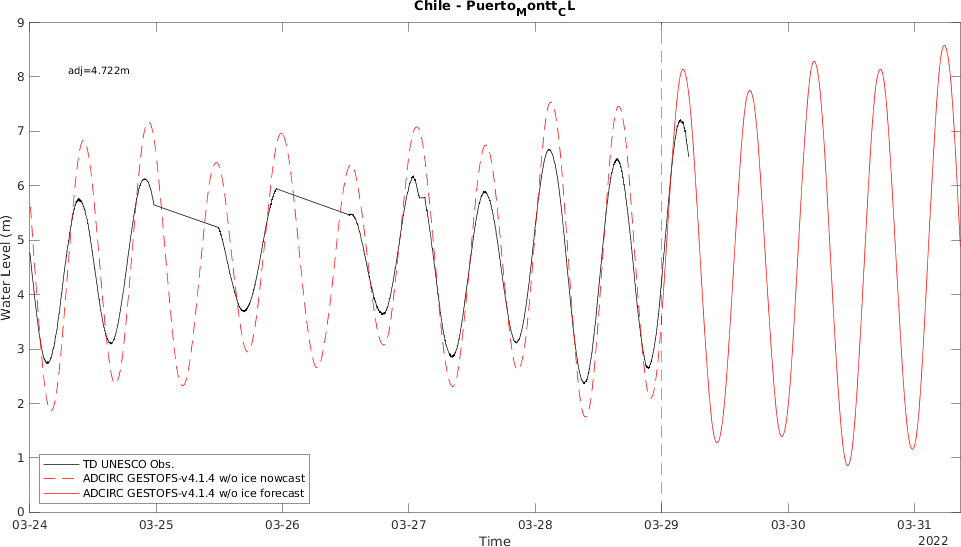 Chile - PuertoMonttCL
9
8
7
6
5
4
3
2
1
0
Water Level (m)
adj=4.722m
TD UNESCO Obs.
ADCIRC GESTOFS-v4.1.4 w/o ice nowcast
ADCIRC GESTOFS-v4.1.4 w/o ice forecast
03-24 03-25 03-26 03-27 03-28 03-29 03-30 03-31
Time
2022